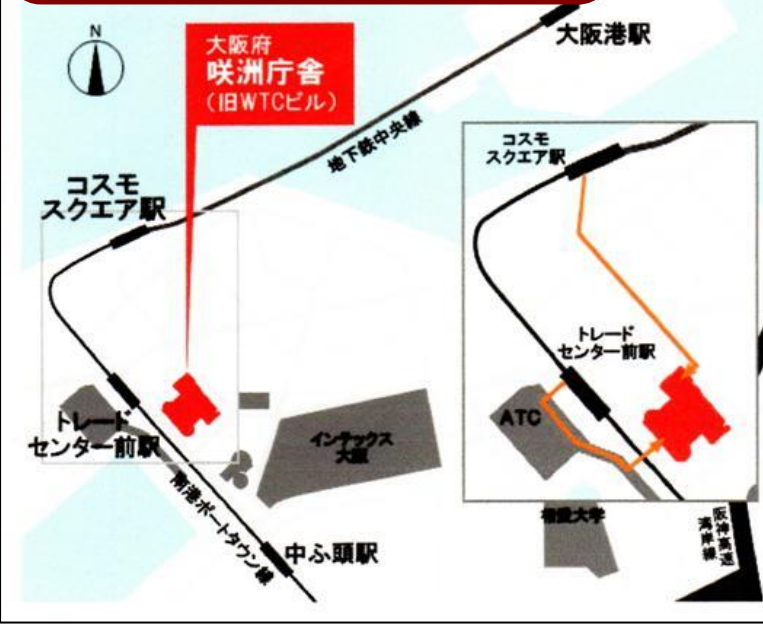 N
大阪府
咲洲庁舎
（旧WTCビル）
大阪港駅
地下鉄中央線
コスモ
スクエア駅
トレード
センター前駅
インテックス
大阪
南港ポートタウン線
中ふ頭駅
コスモ
スクエア駅
トレード
センター前駅
ATC
相愛大学
阪神高速
湾岸線